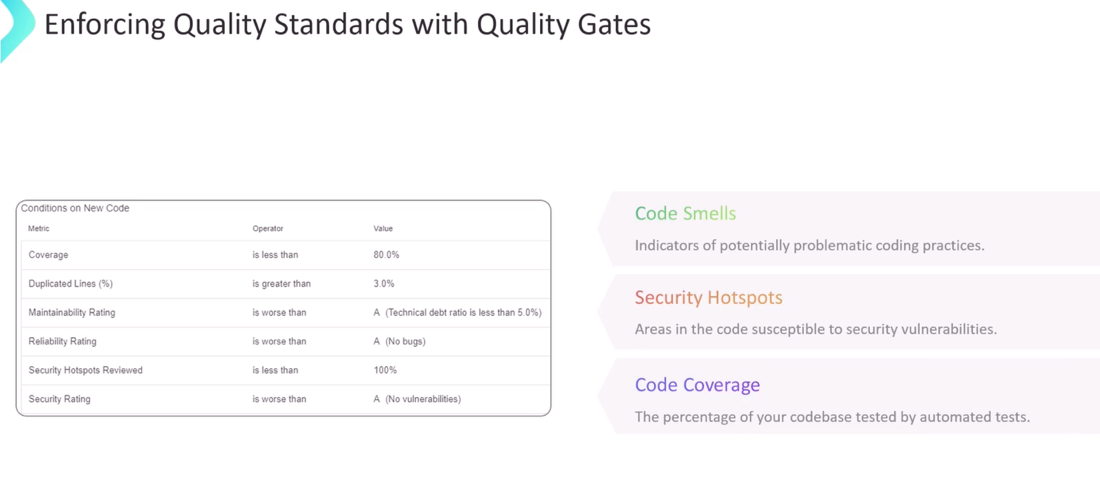 Enforcing Quality Standards with Quality Gates
Conditions on New Code
Metric Operator Value
Coverage is less than 80.0%
Duplicated Lines (%) is greater than 3.0%
Maintainability Rating is worse than A (Technical debt ratio is less than 5.0%)
Reliability Rating is worse than A (No bugs)
Security Hotspots Reviewed is less than 100%
Security Rating is worse than A (No vulnerabilities)
Code Smells
Indicators of potentially problematic coding practices.
Security Hotspots
Areas in the code susceptible to security vulnerabilities.
Code Coverage
The percentage of your codebase tested by automated tests.